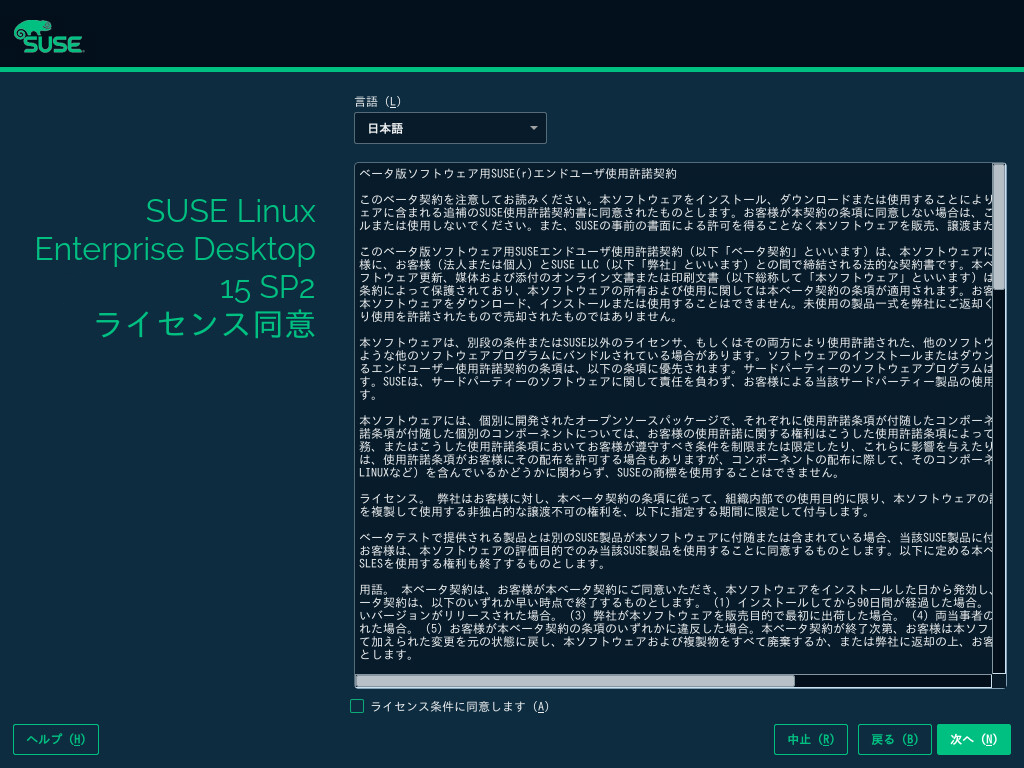 SUSE
言語 (L)
日本語
SUSE Linux
Enterprise Desktop
15 SP2
ライセンス同意
ベータ版ソフトウェア用SUSE(r)エンドユーザ使用許諾契約
このベータ契約を注意してお読みください。本ソフトウェアをインストール、ダウンロードまたは使用することにより
ェアに含まれる追補のSUSE使用許諾契約書に同意されたものとします。お客様が本契約の条項に同意しない場合は、こ
ルまたは使用しないでください。また、SUSEの事前の書面による許可を得ることなく本ソフトウェアを販売、譲渡また
このベータ版ソフトウェア用SUSEエンドユーザ使用許諾契約（以下「ベータ契約」といいます）は、本ソフトウェアに
様に、お客様（法人または個人）とSUSE LLC（以下「弊社」といいます）との間で締結される法的な契約書です。本ベ
フトウェア更新、媒体および添付のオンライン文書または印刷文書（以下総称して「本ソフトウェア」といいます）は
条約によって保護されており、本ソフトウェアの所有および使用に関しては本ベータ契約の条項が適用されます。お客
本ソフトウェアをダウンロード、インストールまたは使用することはできません。未使用の製品一式を弊社にご返却く
り使用を許諾されたもので売却されたものではありません。
本ソフトウェアは、別段の条件またはSUSE以外のライセンサ、もしくはその両方により使用許諾された、他のソフトウ
ような他のソフトウェアプログラムにバンドルされている場合があります。ソフトウェアのインストールまたはダウン
るエンドユーザー使用許諾契約の条項は、以下の条項に優先されます。サードパーティーのソフトウェアプログラムは
す。SUSEは、サードパーティーのソフトウェアに関して責任を負わず、お客様による当該サードパーティー製品の使用
す。
本ソフトウェアには、個別に開発されたオープンソースパッケージで、それぞれに使用許諾条項が付随したコンポーネ
諾条項が付随した個別のコンポーネントについては、お客様の使用許諾に関する権利はこうした使用許諾条項によって
務、またはこうした使用許諾条項においてお客様が遵守すべき条件を制限または限定したり、これらに影響を与えたり
は、使用許諾条項がお客様にその配布を許可する場合もありますが、コンポーネントの配布に際して、そのコンポーネ
LINUXなど）を含んでいるかどうかに関わらず、SUSEの商標を使用することはできません。
ライセンス。 弊社はお客様に対し、本ベータ契約の条項に従って、組織内部での使用目的に限り、本ソフトウェアの
を複製して使用する非独占的な譲渡不可の権利を、以下に指定する期間に限定して付与します。
ベータテストで提供される製品とは別のSUSE製品が本ソフトウェアに付随または含まれている場合、当該SUSE製品に付
お客様は、本ソフトウェアの評価目的でのみ当該SUSE製品を使用することに同意するものとします。以下に定める本ベ
SLESを使用する権利も終了するものとします。
用語。 本ベータ契約は、お客様が本ベータ契約にご同意いただき、本ソフトウェアをインストールした日から発効し、
ータ契約は、以下のいずれか早い時点で終了するものとします。（1）インストールしてから90日間が経過した場合。
いバージョンがリリースされた場合。（3）弊社が本ソフトウェアを販売目的で最初に出荷した場合。（4）両当事者の
れた場合。（5）お客様が本ベータ契約の条項のいずれかに違反した場合。本ベータ契約が終了次第、お客様は本ソフ
て加えられた変更を元の状態に戻し、本ソフトウェアおよび複製物をすべて廃棄するか、または弊社に返却の上、お客
とします。
ライセンス条件に同意します (A)
ヘルプ (H)
中止 (R)
戻る (B)
次へ (N)